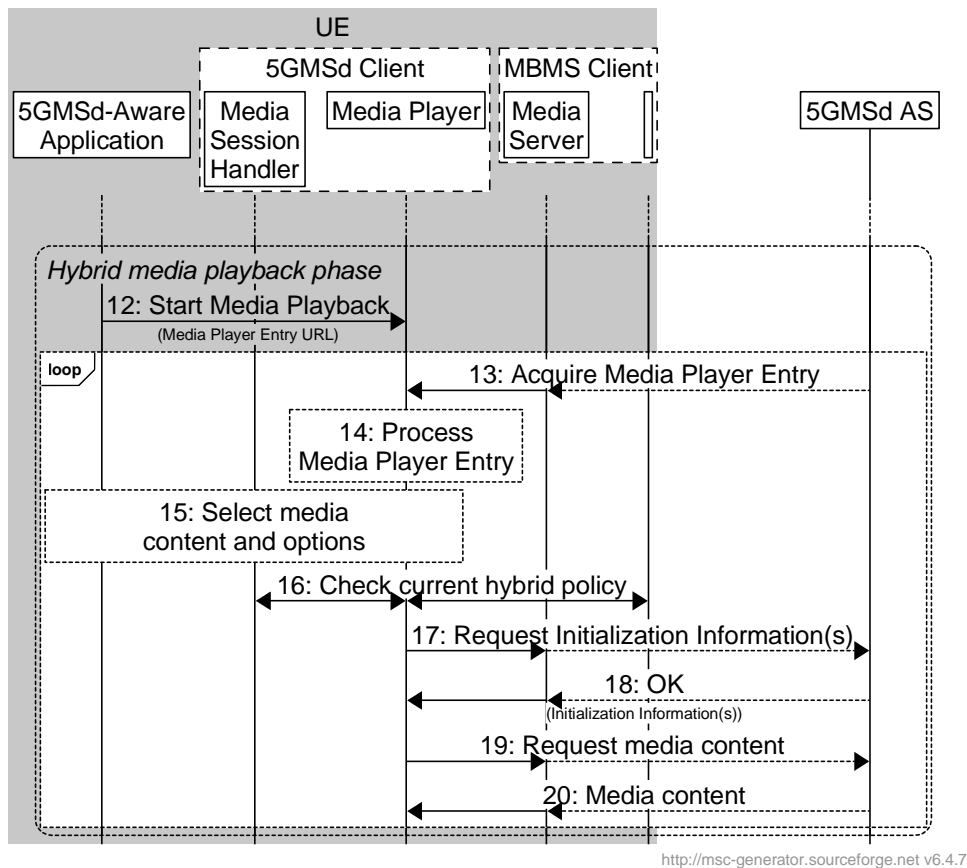 UE
5GMSd Client
MBMS Client
5GMSd-Aware
Application
Media
Session
Handler
Media Player
Media
Server
5GMSd AS
Hybrid media playback phase
12: Start Media Playback
(Media Player Entry URL)
loop
13: Acquire Media Player Entry
14: Process
Media Player Entry
15: Select media
content and options
16: Check current hybrid policy
17: Request Initialization Information(s)
18: OK
(Initialization Information(s))
19: Request media content
20: Media content
http://msc-generator.sourceforge.net v6.4.7